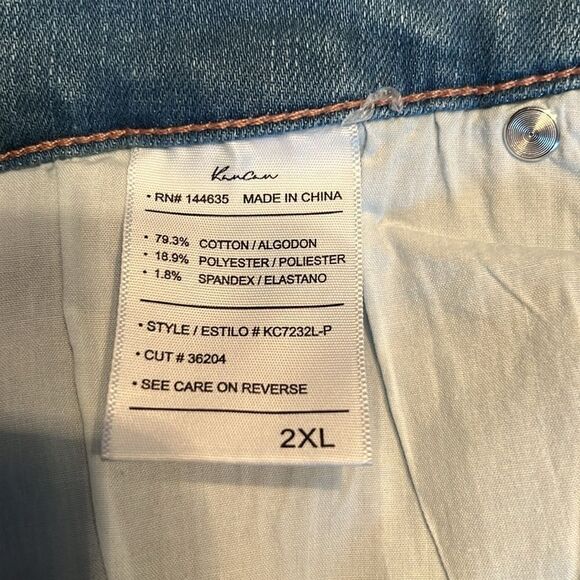 KanCan
• RN# 144635 MADE IN CHINA
• 79.3% COTTON / ALGODON
• 18.9% POLYESTER / POLIESTER
• 1.8% SPANDEX / ELASTANO
• STYLE / ESTILO # KC7232L-P
• CUT # 36204
• SEE CARE ON REVERSE
2XL